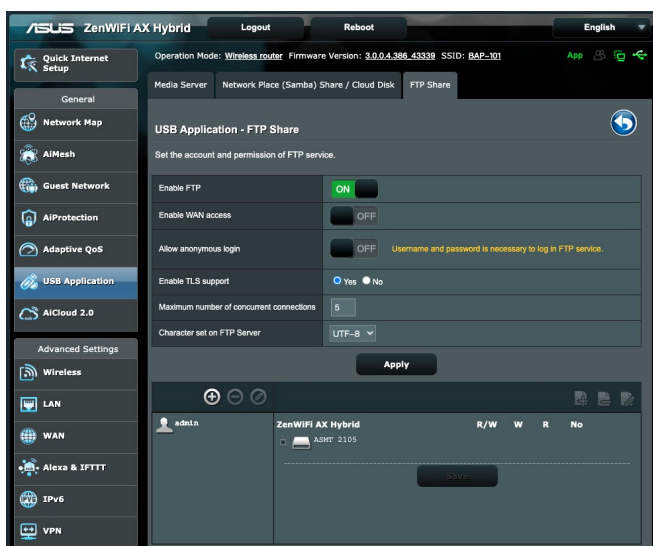 ASUS ZenWiFi AX Hybrid Logout Reboot English
Quick Internet Setup
Operation Mode: Wireless router Firmware Version: 3.0.0.4.386_43339 SSID: BAP-101 App
General
Network Map
AiMesh
Guest Network
AiProtection
Adaptive QoS
USB Application
AiCloud 2.0
Advanced Settings
Wireless
LAN
WAN
Alexa & IFTTT
IPv6
VPN
Media Server Network Place (Samba) Share / Cloud Disk FTP Share
USB Application - FTP Share
Set the account and permission of FTP service.
Enable FTP ON
Enable WAN access OFF
Allow anonymous login OFF Username and password is necessary to log in FTP service.
Enable TLS support Yes No
Maximum number of concurrent connections 5
Character set on FTP Server UTF-8
Apply
admin ZenWiFi AX Hybrid R/W W R No
ASMT 2105
Save